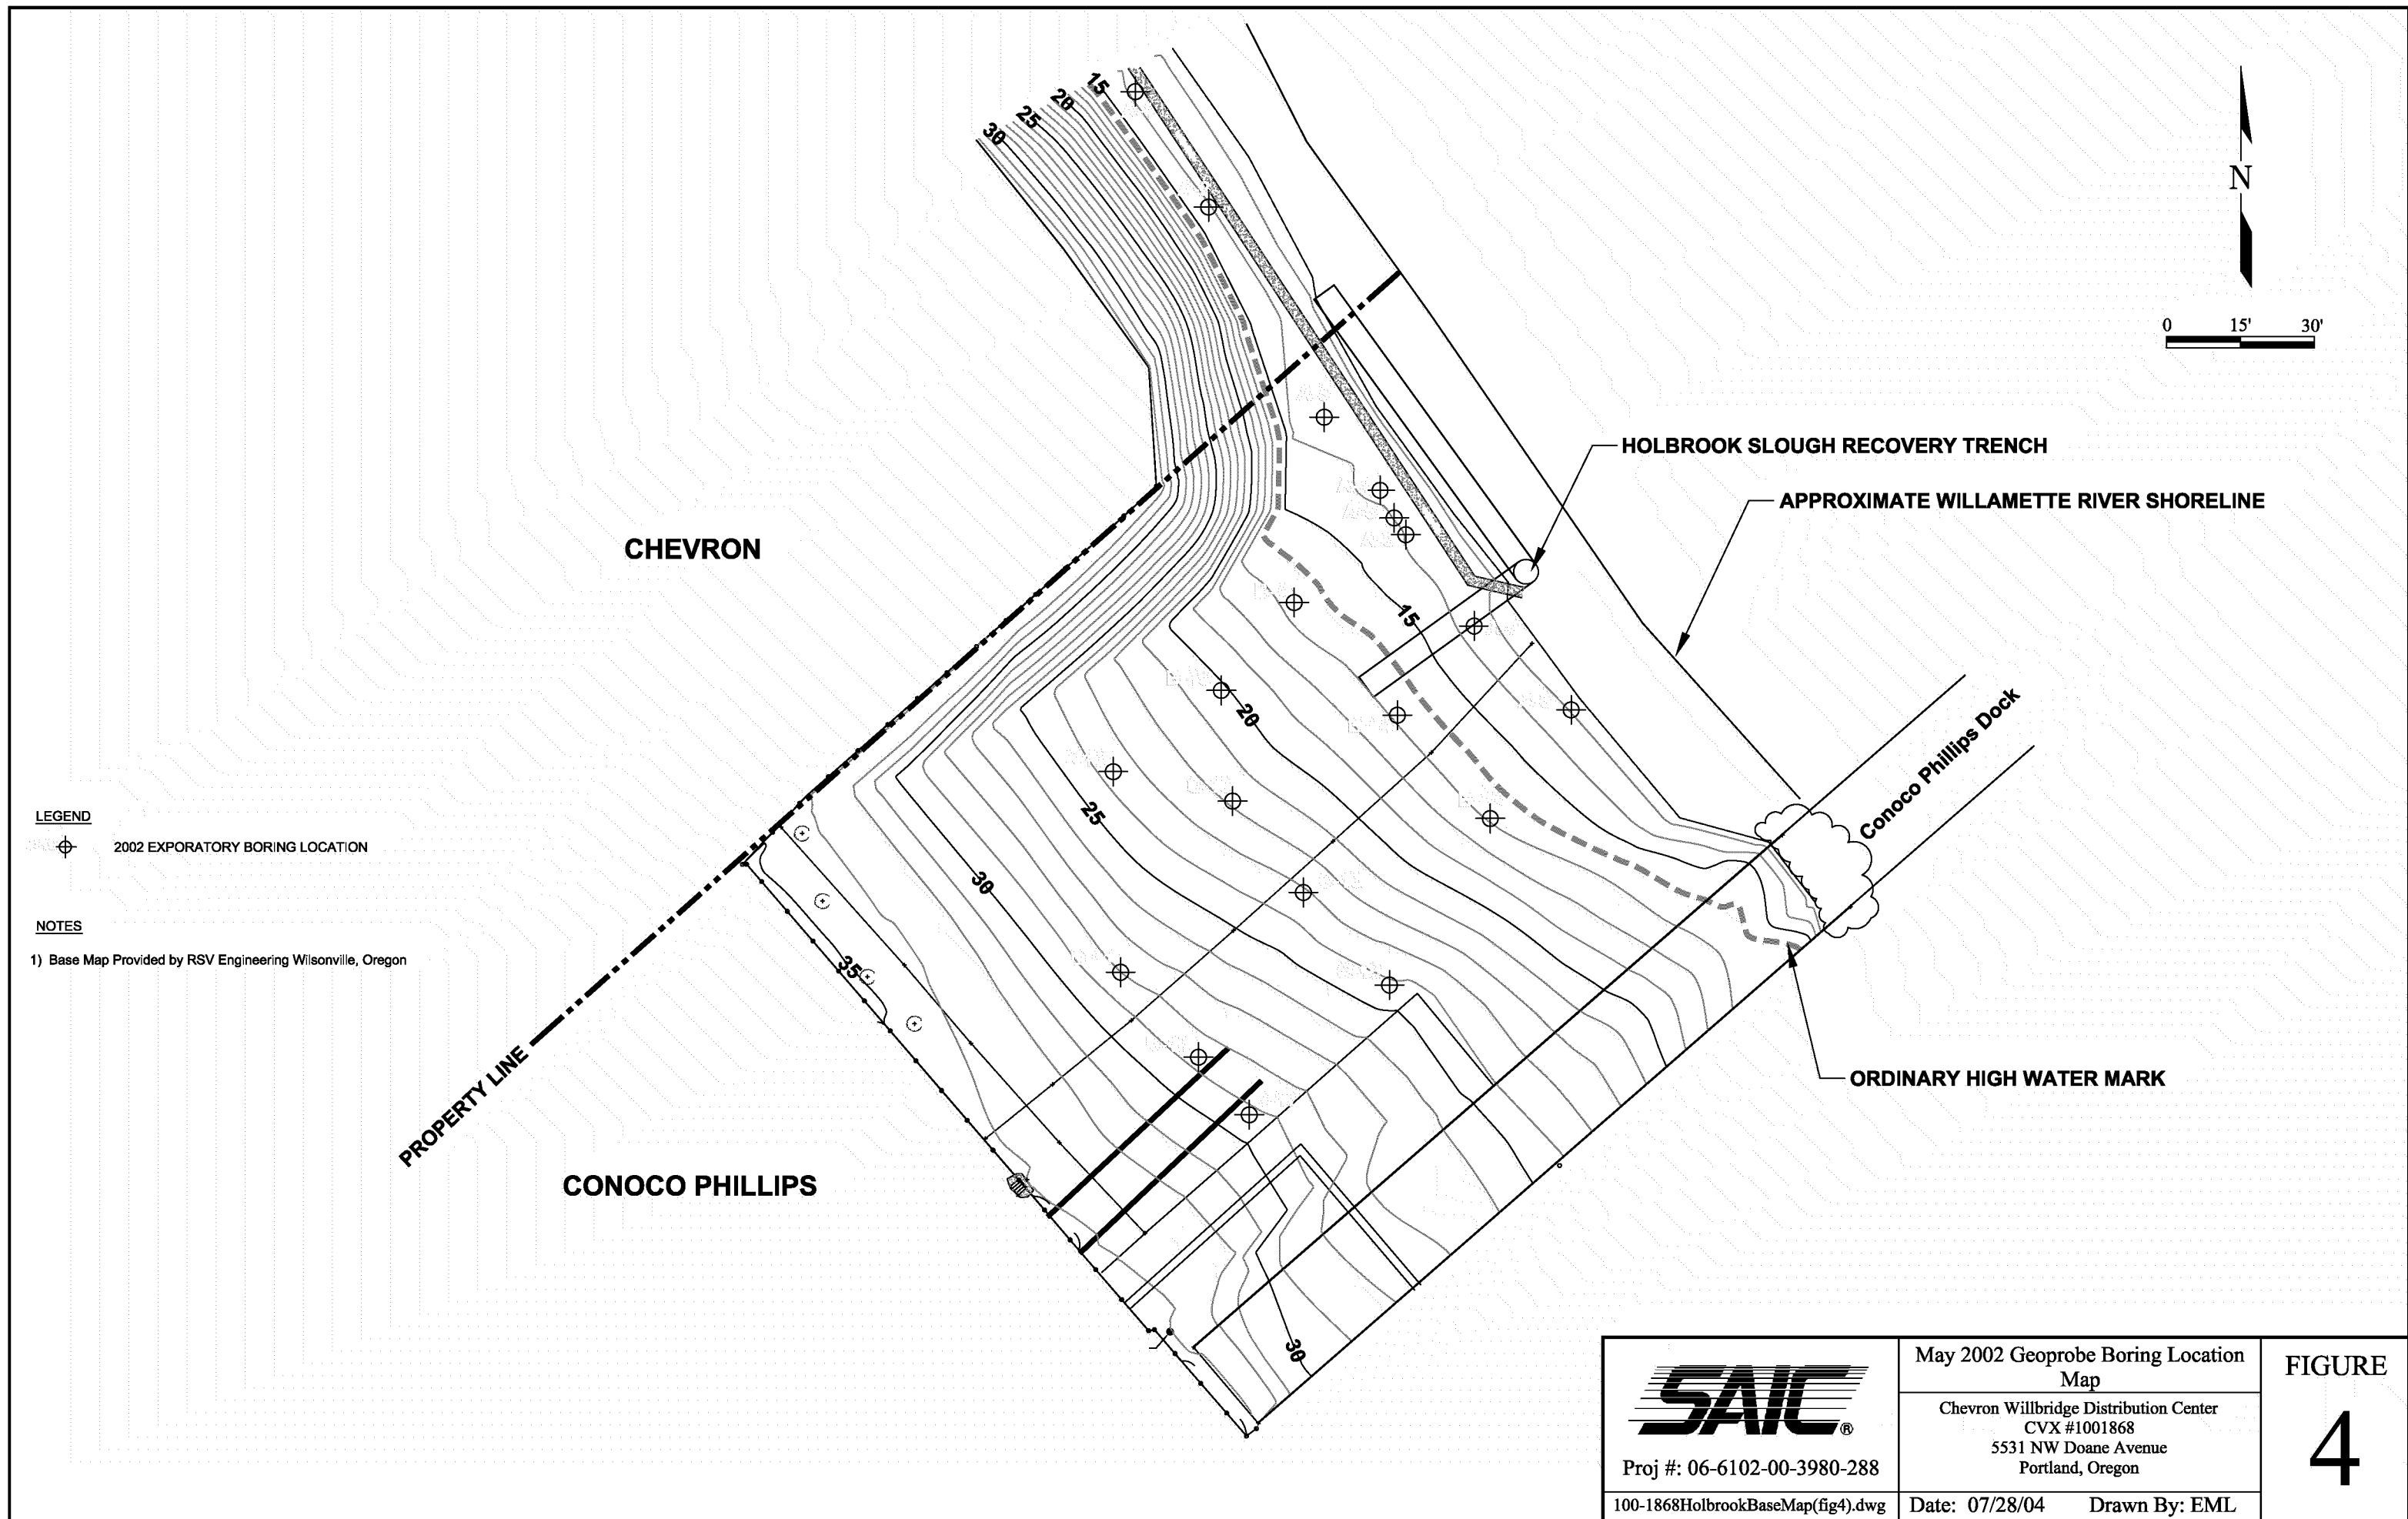 15
20
25
30
N
0 15' 30'
HOLBROOK SLOUGH RECOVERY TRENCH
APPROXIMATE WILLAMETTE RIVER SHORELINE
CHEVRON
15
20
Conoco Phillips Dock
25
LEGEND
2002 EXPORATORY BORING LOCATION
30
NOTES
1) Base Map Provided by RSV Engineering Wilsonville, Oregon
35
PROPERTY LINE
ORDINARY HIGH WATER MARK
CONOCO PHILLIPS
30
SAIC®
Proj #: 06-6102-00-3980-288
100-1868HolbrookBaseMap(fig4).dwg
May 2002 Geoprobe Boring Location
Map
Chevron Willbridge Distribution Center
CVX #1001868
5531 NW Doane Avenue
Portland, Oregon
Date: 07/28/04 Drawn By: EML
FIGURE
4